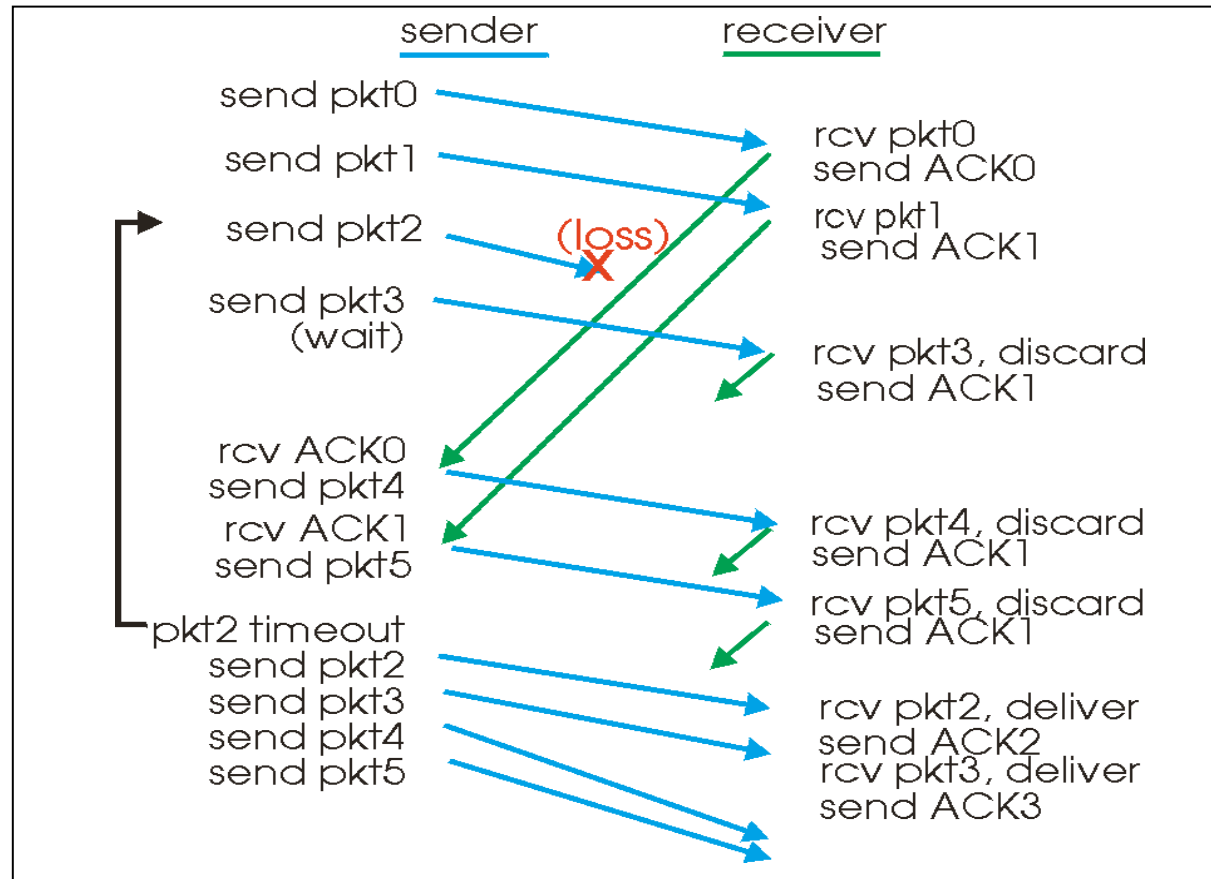 sender
receiver
send pkt0
rcv pkt0
send ACK0
send pkt1
rcv pkt1
send ACK1
send pkt2
(loss)
X
send pkt3
(wait)
rcv pkt3, discard
send ACK1
rcv ACK0
send pkt4
rcv ACK1
send pkt5
rcv pkt4, discard
send ACK1
rcv pkt5, discard
send ACK1
pkt2 timeout
send pkt2
send pkt3
send pkt4
send pkt5
rcv pkt2, deliver
send ACK2
rcv pkt3, deliver
send ACK3